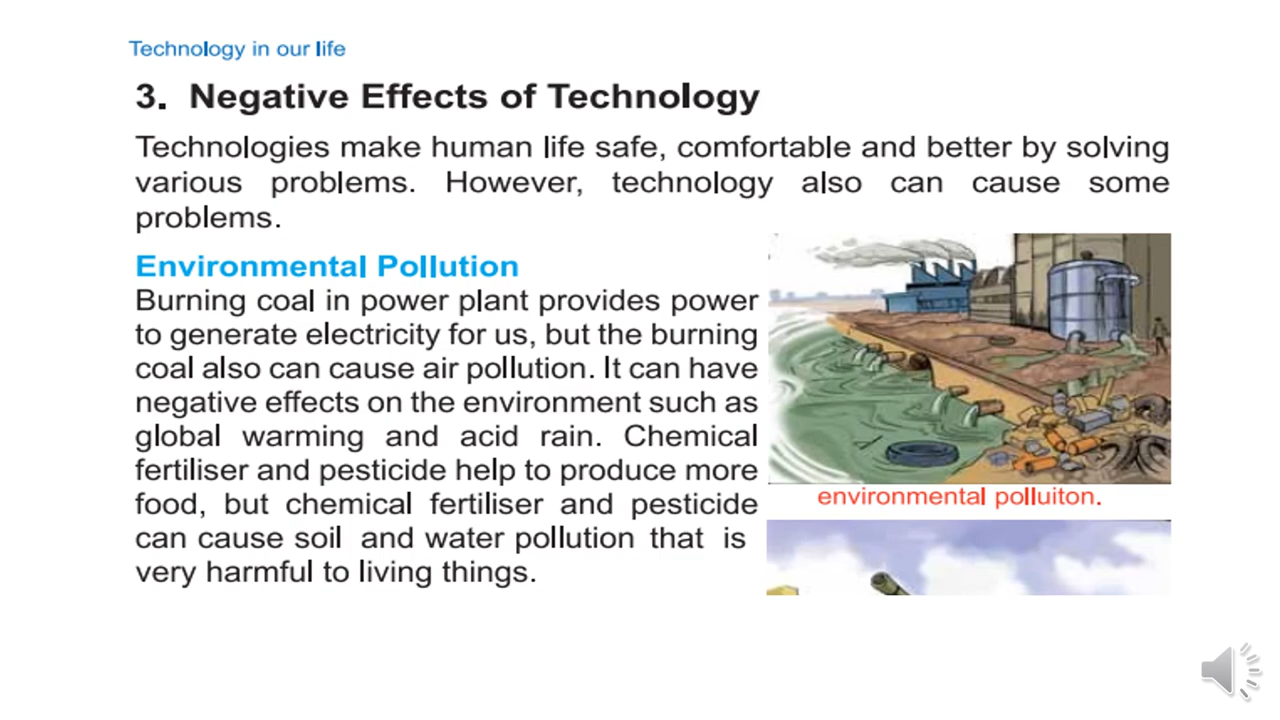 Technology in our life
3. Negative Effects of Technology
Technologies make human life safe, comfortable and better by solving
various problems. However, technology also can cause some
problems.
Environmental Pollution
Burning coal in power plant provides power
to generate electricity for us, but the burning
coal also can cause air pollution. It can have
negative effects on the environment such as
global warming and acid rain. Chemical
fertiliser and pesticide help to produce more
food, but chemical fertiliser and pesticide
can cause soil and water pollution that is
very harmful to living things.
environmental polluiton.